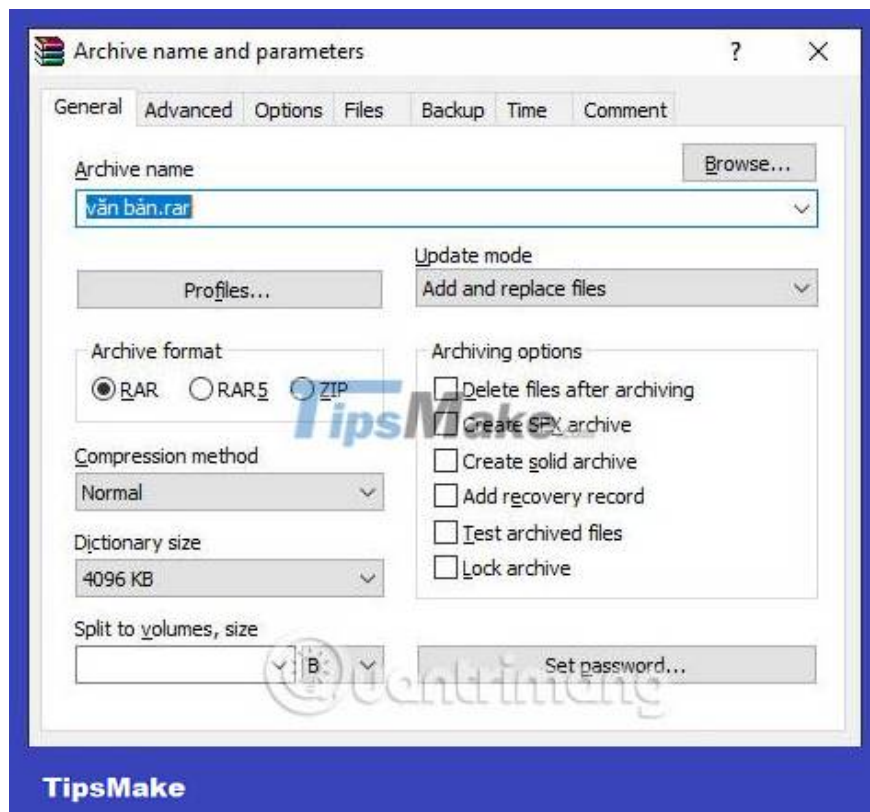 Archive name and parameters
General Advanced Options Files Backup Time Comment
Archive name
Browse...
văn bản.rar
Update mode
Profiles...
Add and replace files
Archive format
Archiving options
RAR RAR5 ZIP
Delete files after archiving
TipsMake.com
Create SFX archive
Compression method
Create solid archive
Normal
Add recovery record
Test archived files
Dictionary size
4096 KB
Lock archive
Split to volumes, size
B
Set password...
Quantrimang
TipsMake